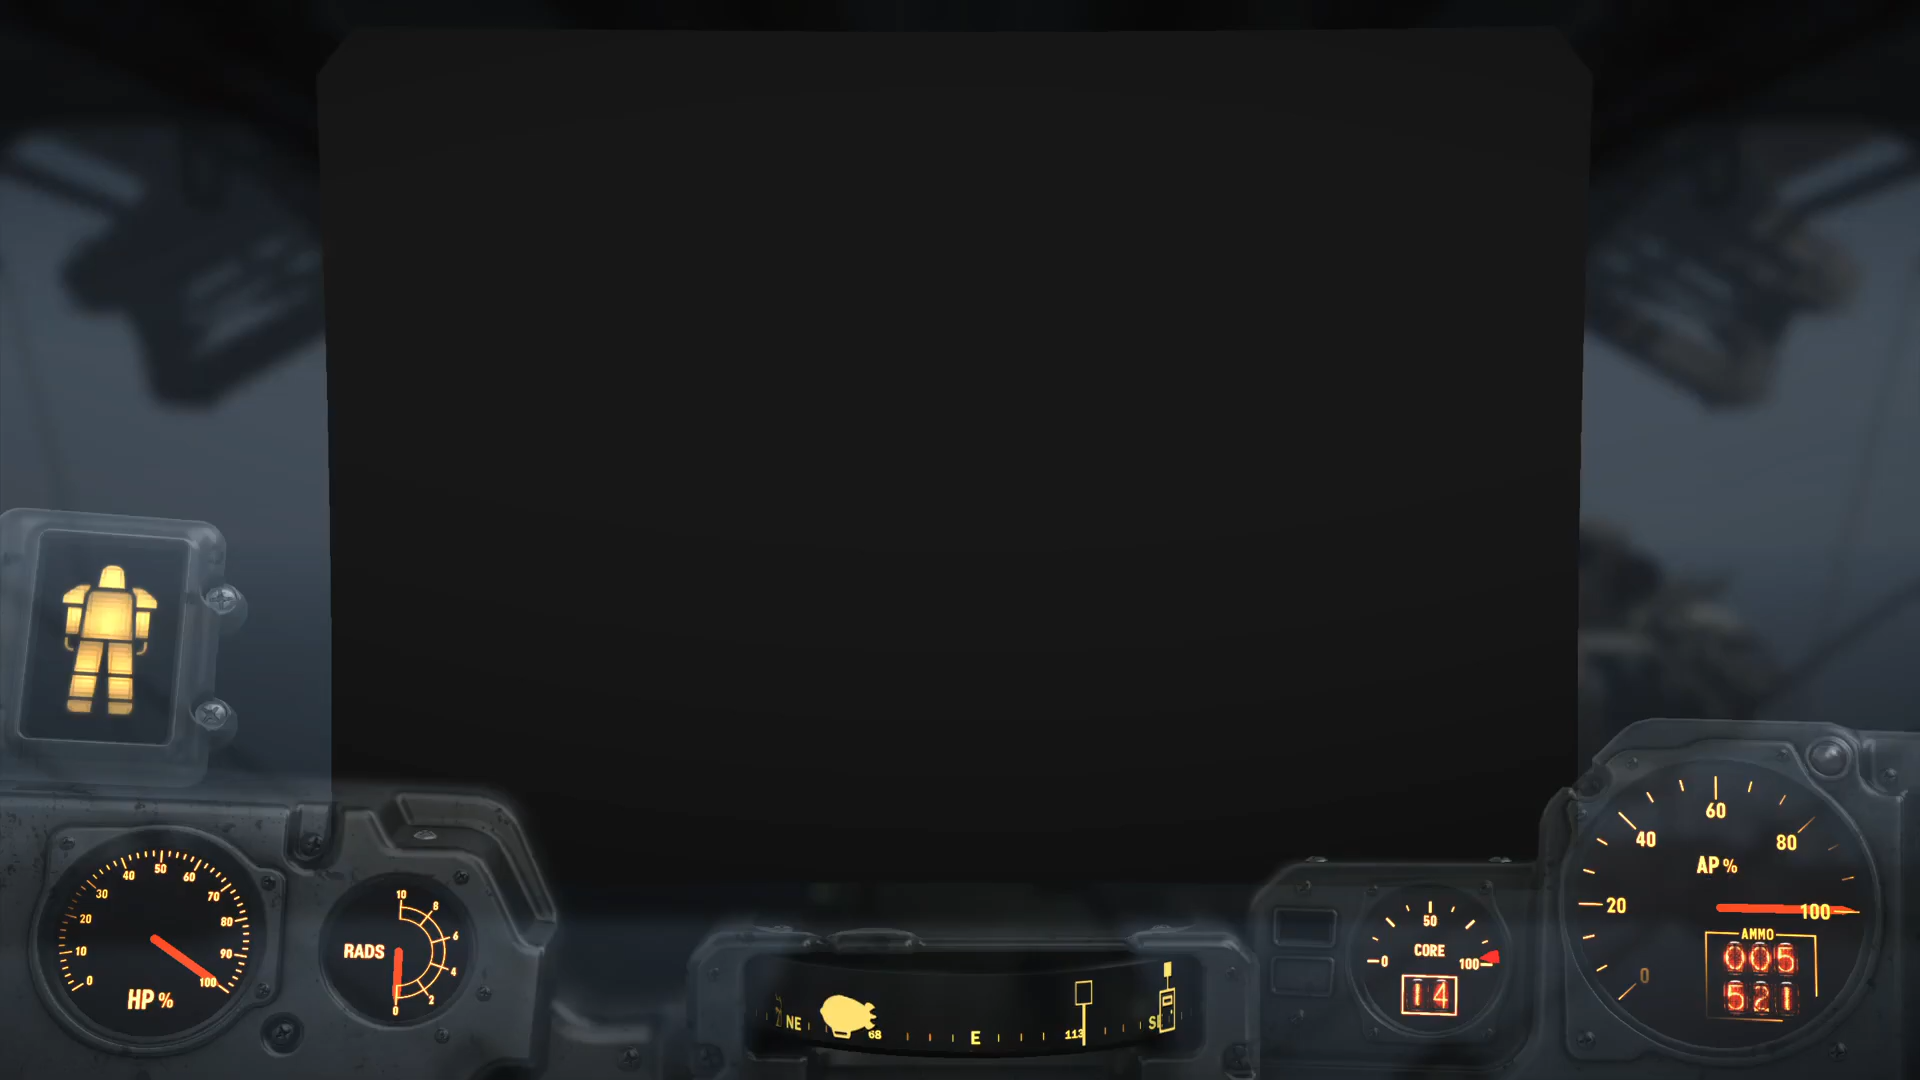 0 10 20 30 40 50 60 70 80 90 100
HP %
10 8 6 4 2 0
RADS
NE 68 E 113 SE
0 50 100
CORE
14
0 20 40 60 80 100
AP %
AMMO
005
521